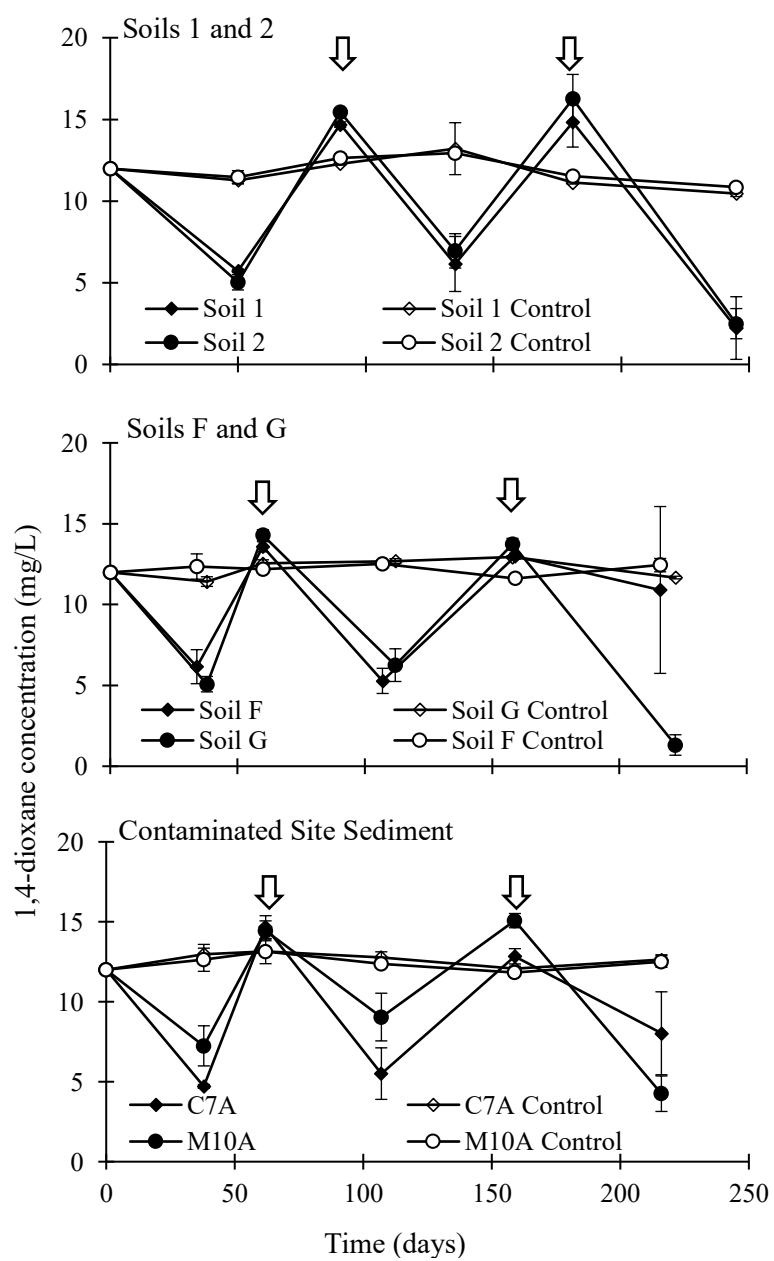 Soils 1 and 2
20
15
10
5
0
Soil 1 Soil 1 Control
Soil 2 Soil 2 Control
Soils F and G
20
15
10
5
0
Soil F Soil G Control
Soil G Soil F Control
1,4-dioxane concentration (mg/L)
Contaminated Site Sediment
20
15
10
5
0
C7A C7A Control
M10A M10A Control
0 50 100 150 200 250
Time (days)